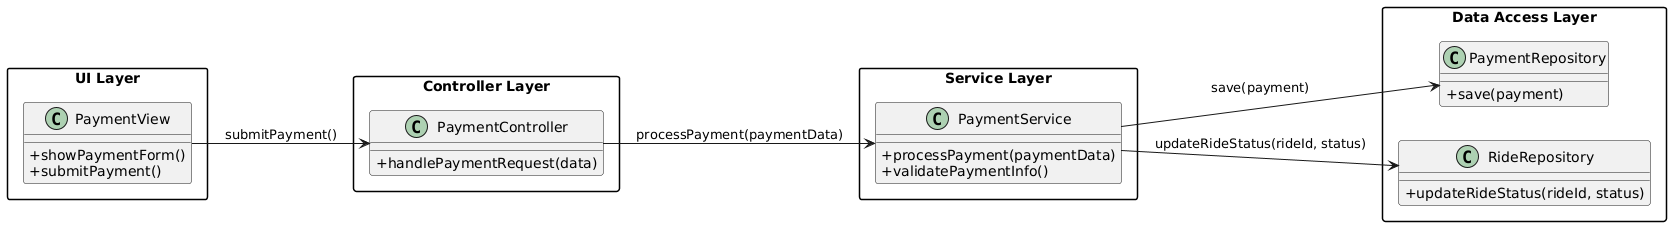 UI Layer
C PaymentView
+showPaymentForm()
+submitPayment()
submitPayment()
Controller Layer
C PaymentController
+handlePaymentRequest(data)
processPayment(paymentData)
Service Layer
C PaymentService
+processPayment(paymentData)
+validatePaymentInfo()
save(payment)
updateRideStatus(rideId, status)
Data Access Layer
C PaymentRepository
+save(payment)
C RideRepository
+updateRideStatus(rideId, status)